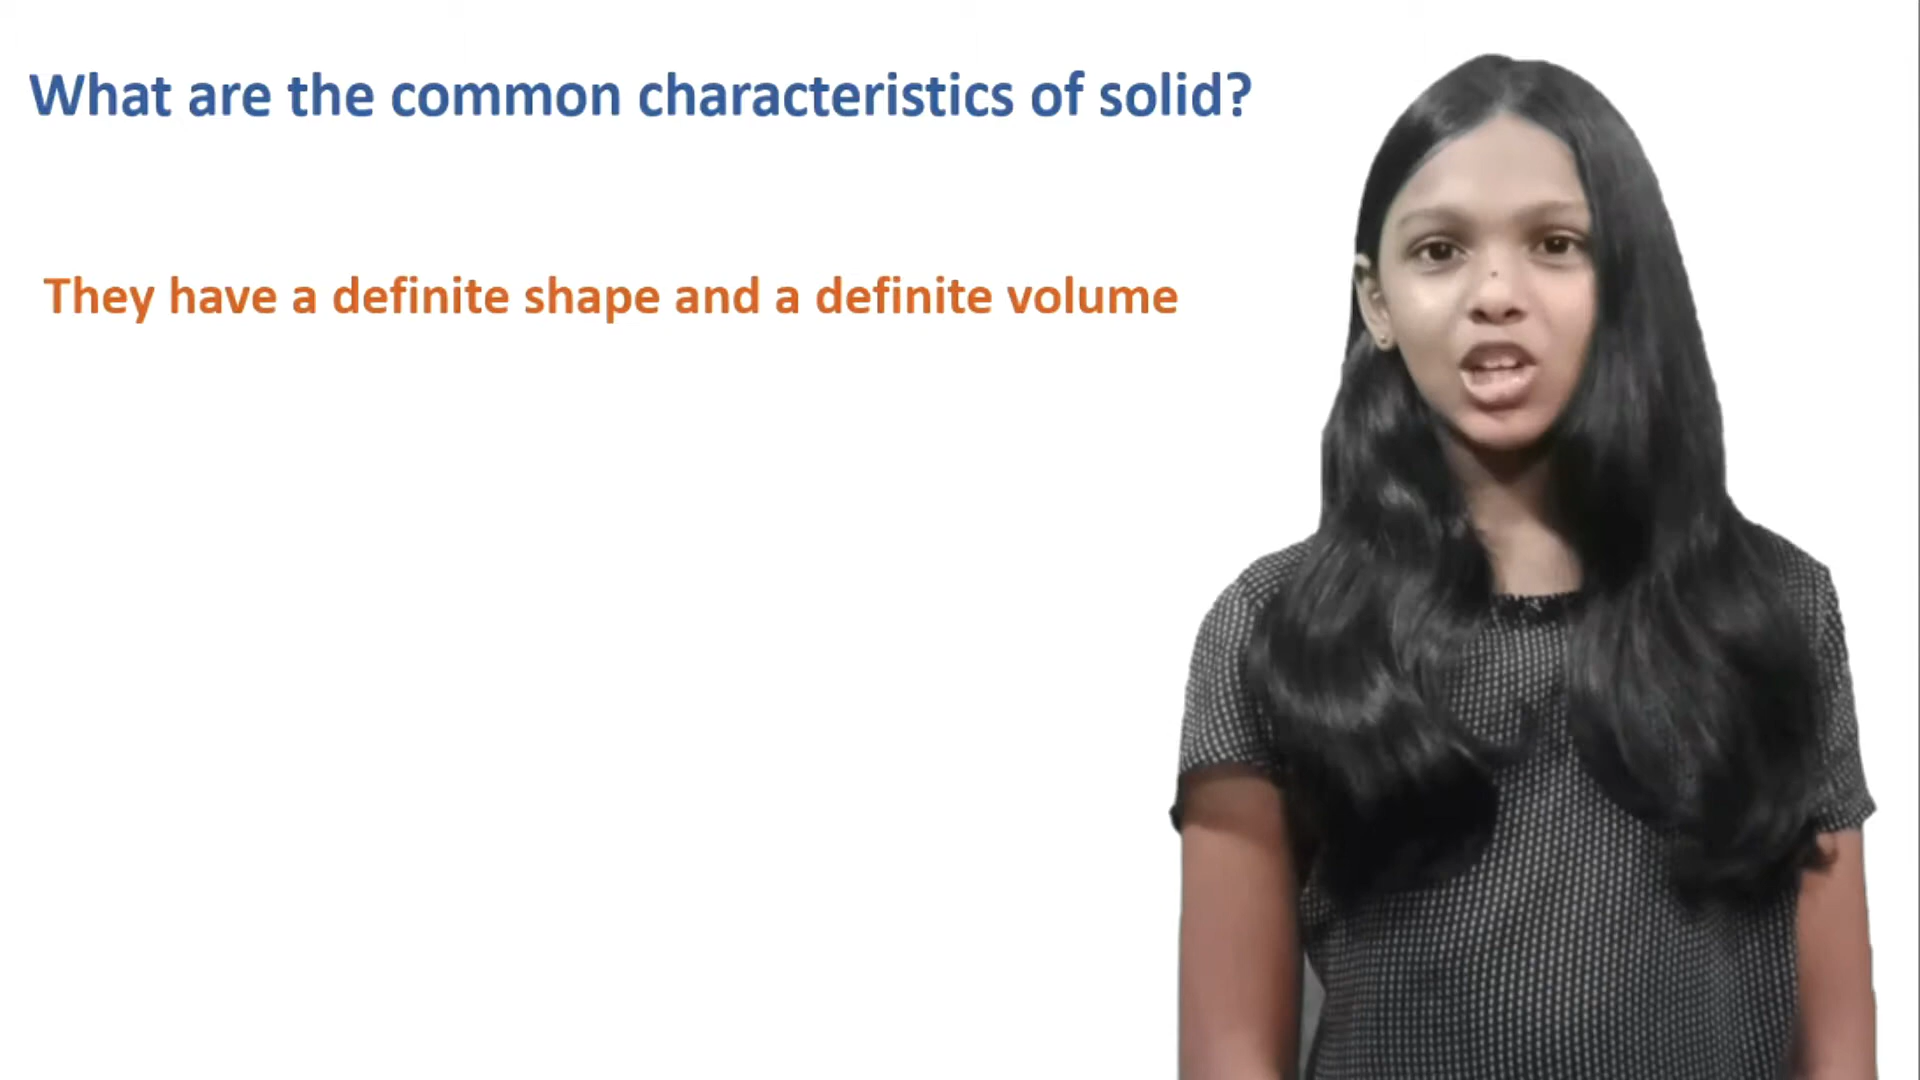 What are the common characteristics of solid?
They have a definite shape and a definite volume